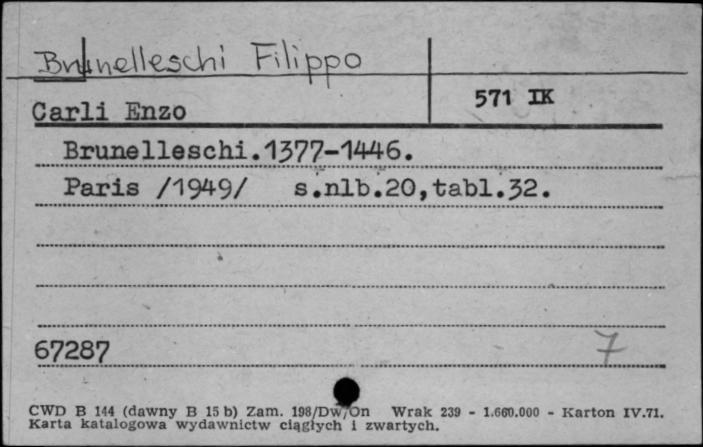 Brunelleschi Filippo
571 IK
Carli Enzo
Brunelleschi.1377-1446.
Paris /1949/ s.nlb.20,tabl.32.
67287
7
CWD B 144 (dawny B 15 b) Zam. 198/Dw/On Wrak 239 - 1.660.000 - Karton IV.71.
Karta katalogowa wydawnictw ciągłych i zwartych.